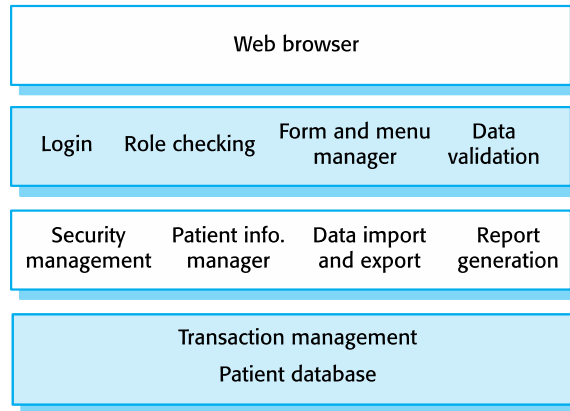 Web browser
Login
Role checking
Form and menu
manager
Data
validation
Security
management
Patient info.
manager
Data import
and export
Report
generation
Transaction management
Patient database